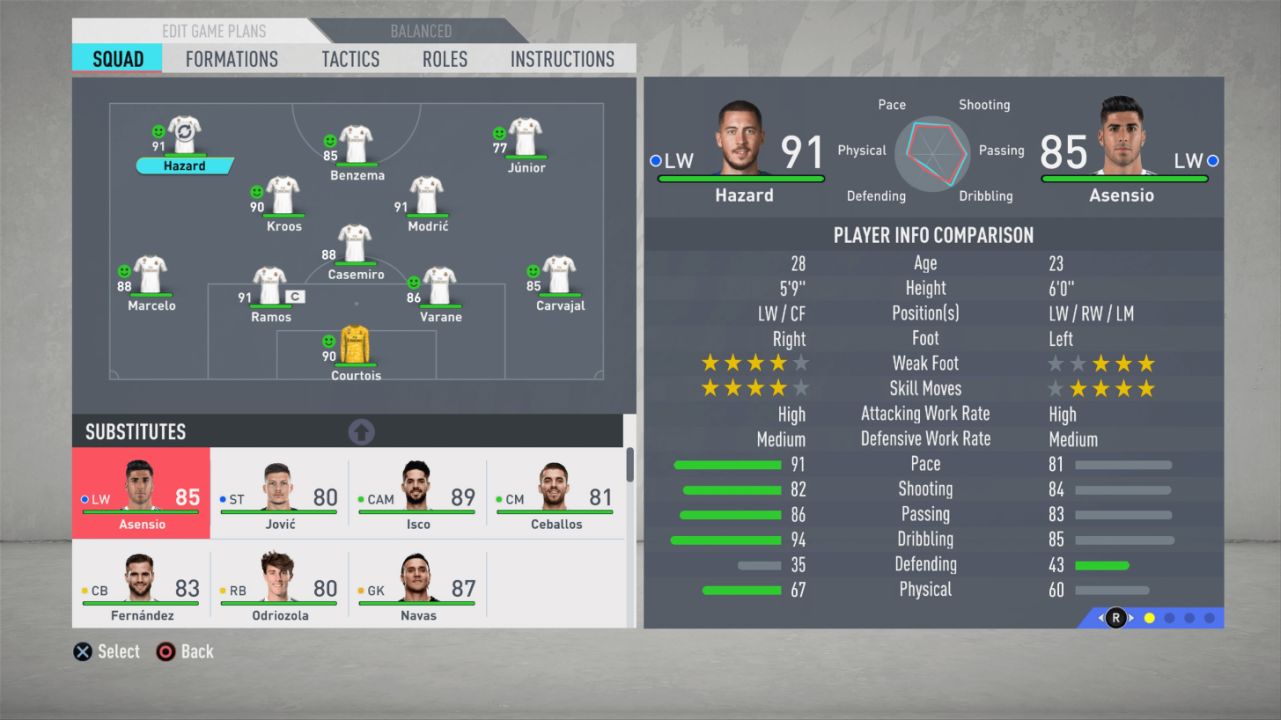 EDIT GAME PLANS BALANCED
SQUAD FORMATIONS TACTICS ROLES INSTRUCTIONS
91 Hazard
85 Benzema
77 Júnior
90 Kroos
91 Modrić
88 Casemiro
88 Marcelo
91 C Ramos
86 Varane
85 Carvajal
90 Courtois
SUBSTITUTES
LW 85 Asensio
ST 80 Jović
CAM 89 Isco
CM 81 Ceballos
CB 83 Fernández
RB 80 Odriozola
GK 87 Navas
Select Back
LW 91 Hazard
Pace Shooting
Physical Passing
Defending Dribbling
85 LW Asensio
PLAYER INFO COMPARISON
28 Age 23
5'9" Height 6'0"
LW / CF Position(s) LW / RW / LM
Right Foot Left
Weak Foot
Skill Moves
High Attacking Work Rate High
Medium Defensive Work Rate Medium
91 Pace 81
82 Shooting 84
86 Passing 83
94 Dribbling 85
35 Defending 43
67 Physical 60
R